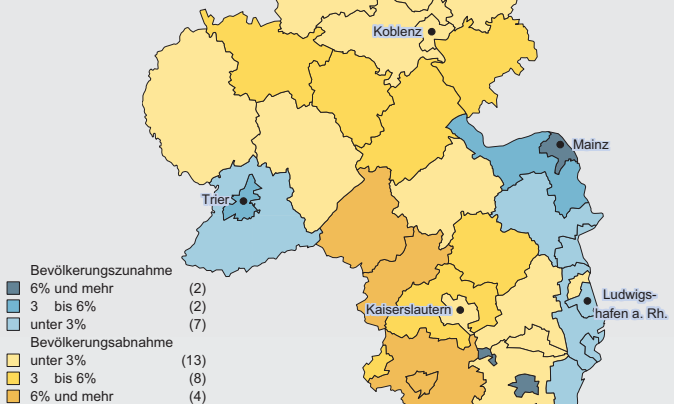 Koblenz
Mainz
Trier
Ludwigs-
hafen a. Rh.
Kaiserslautern
Bevölkerungszunahme
6% und mehr (2)
3 bis 6% (2)
unter 3% (7)
Bevölkerungsabnahme
unter 3% (13)
3 bis 6% (8)
6% und mehr (4)